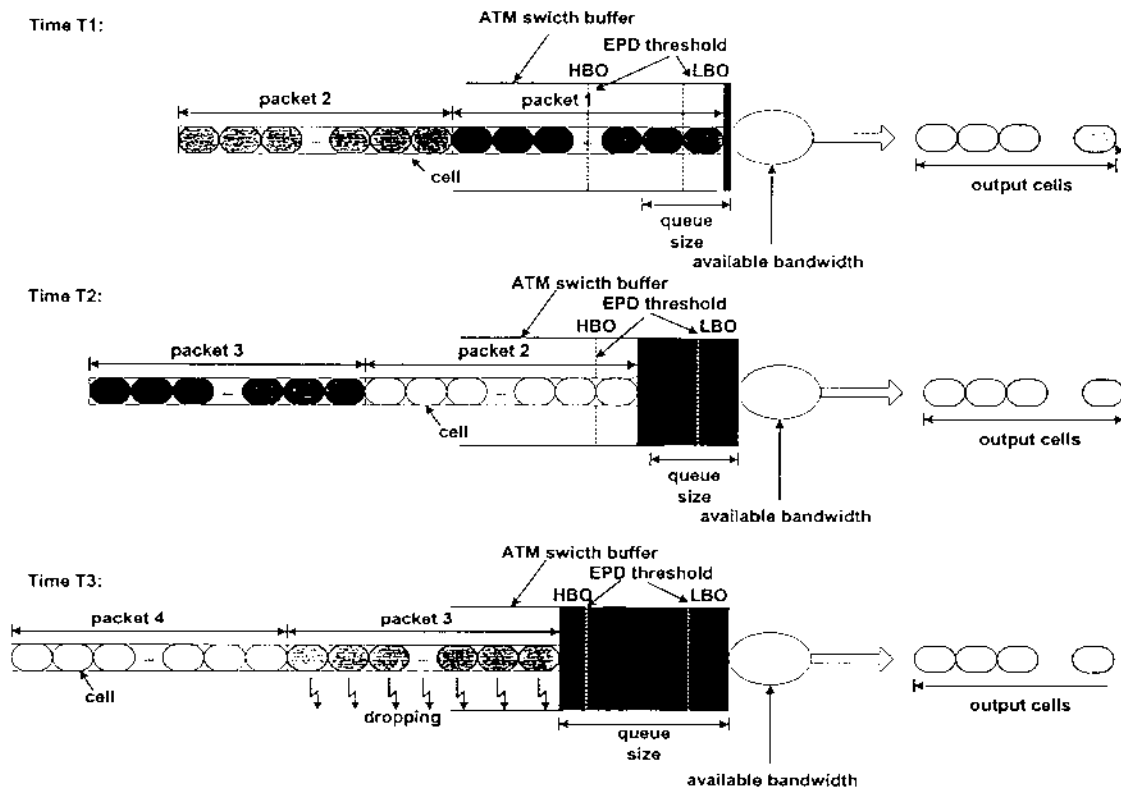 Time T1:
ATM swicth buffer
EPD threshold
HBO
LBO
packet 2
packet 1
cell
output cells
queue
size
available bandwidth
Time T2:
ATM swicth buffer
EPD threshold
HBO
LBO
packet 3
packet 2
cell
output cells
queue
size
available bandwidth
Time T3:
ATM swicth buffer
EPD threshold
HBO
LBO
packet 4
packet 3
cell
dropping
output cells
queue
size
available bandwidth